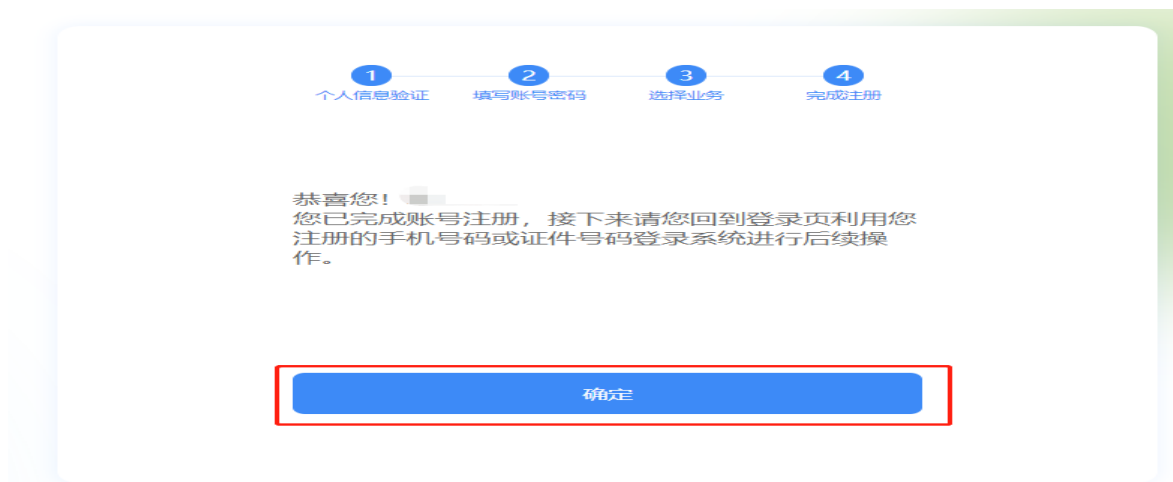 1
2
3
4
个人信息验证
填写账号密码
选择业务
完成注册
恭喜您!
您已完成账号注册，接下来请您回到登录页利用您
注册的手机号码或证件号码登录系统进行后续操
作。
确定